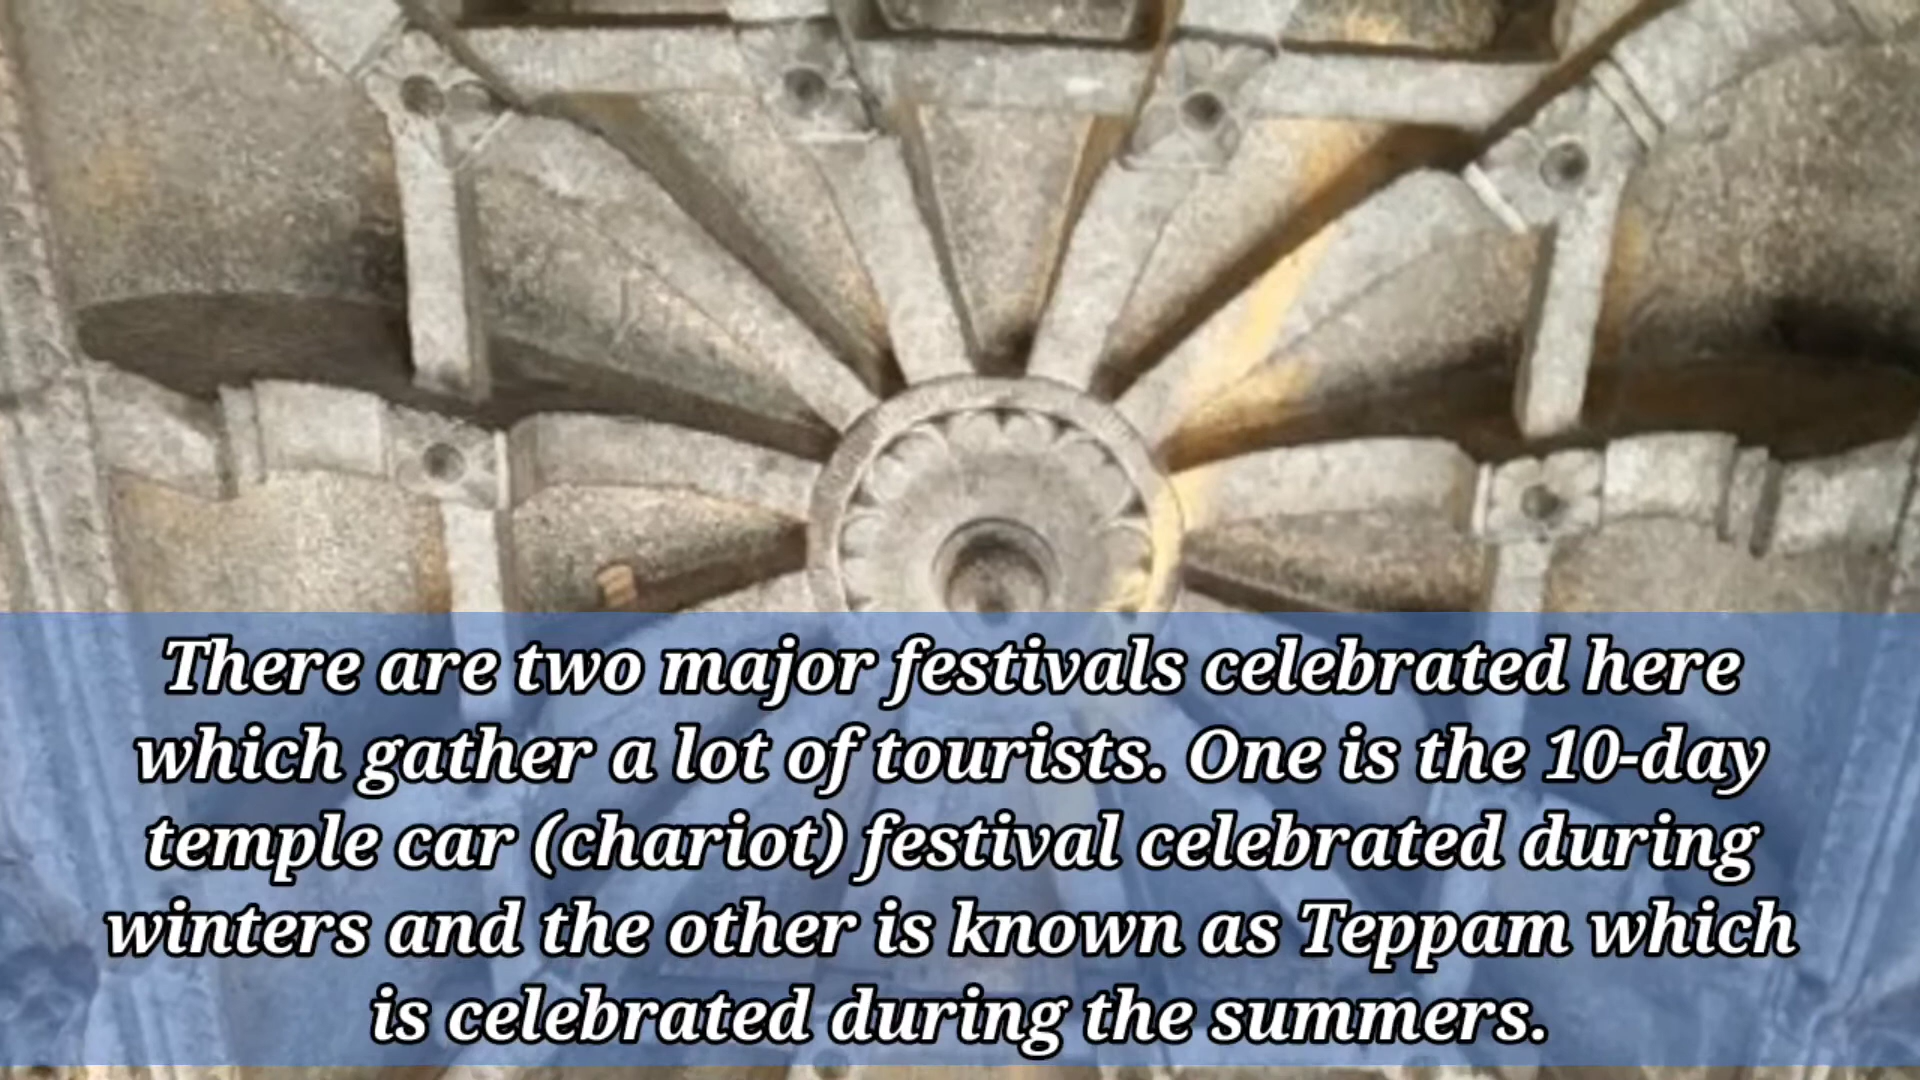 There are two major festivals celebrated here
which gather a lot of tourists. One is the 10-day
temple car (chariot) festival celebrated during
winters and the other is known as Teppam which
is celebrated during the summers.